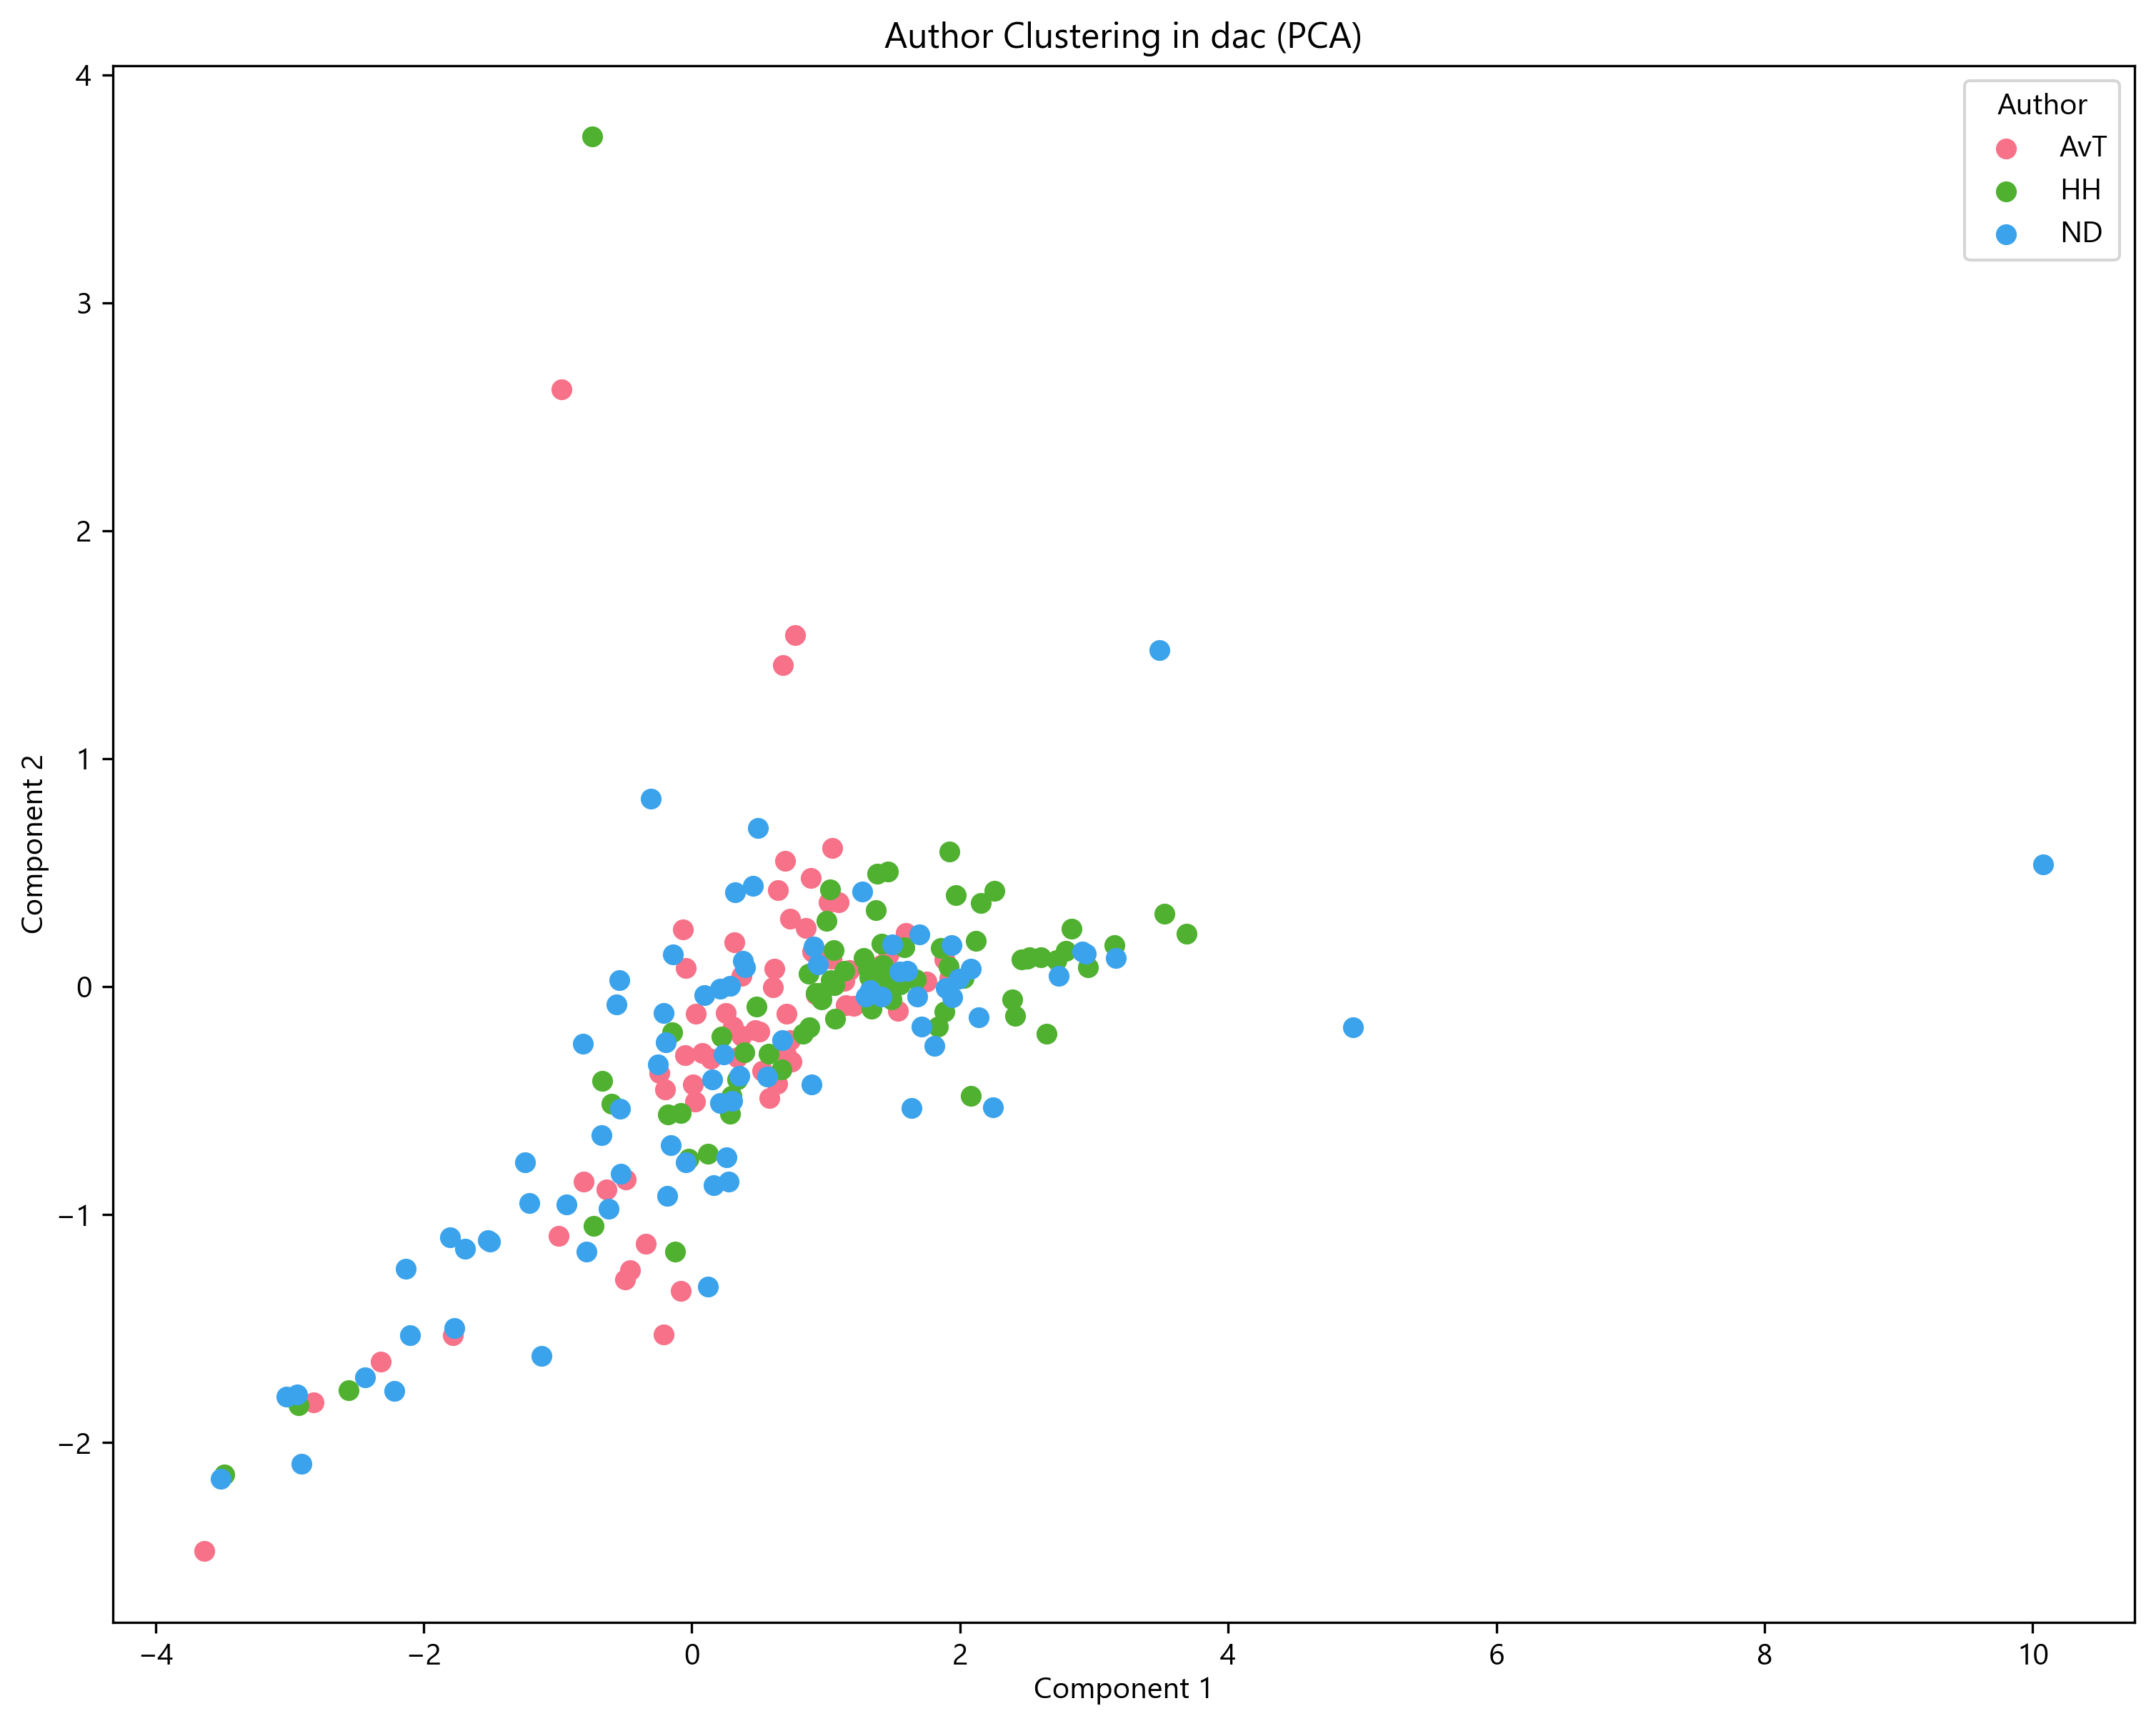 Author Clustering in dac (PCA)
4
3
2
1
0
−1
−2
Component 2
Author
AvT
HH
ND
−4
−2
0
2
4
6
8
10
Component 1